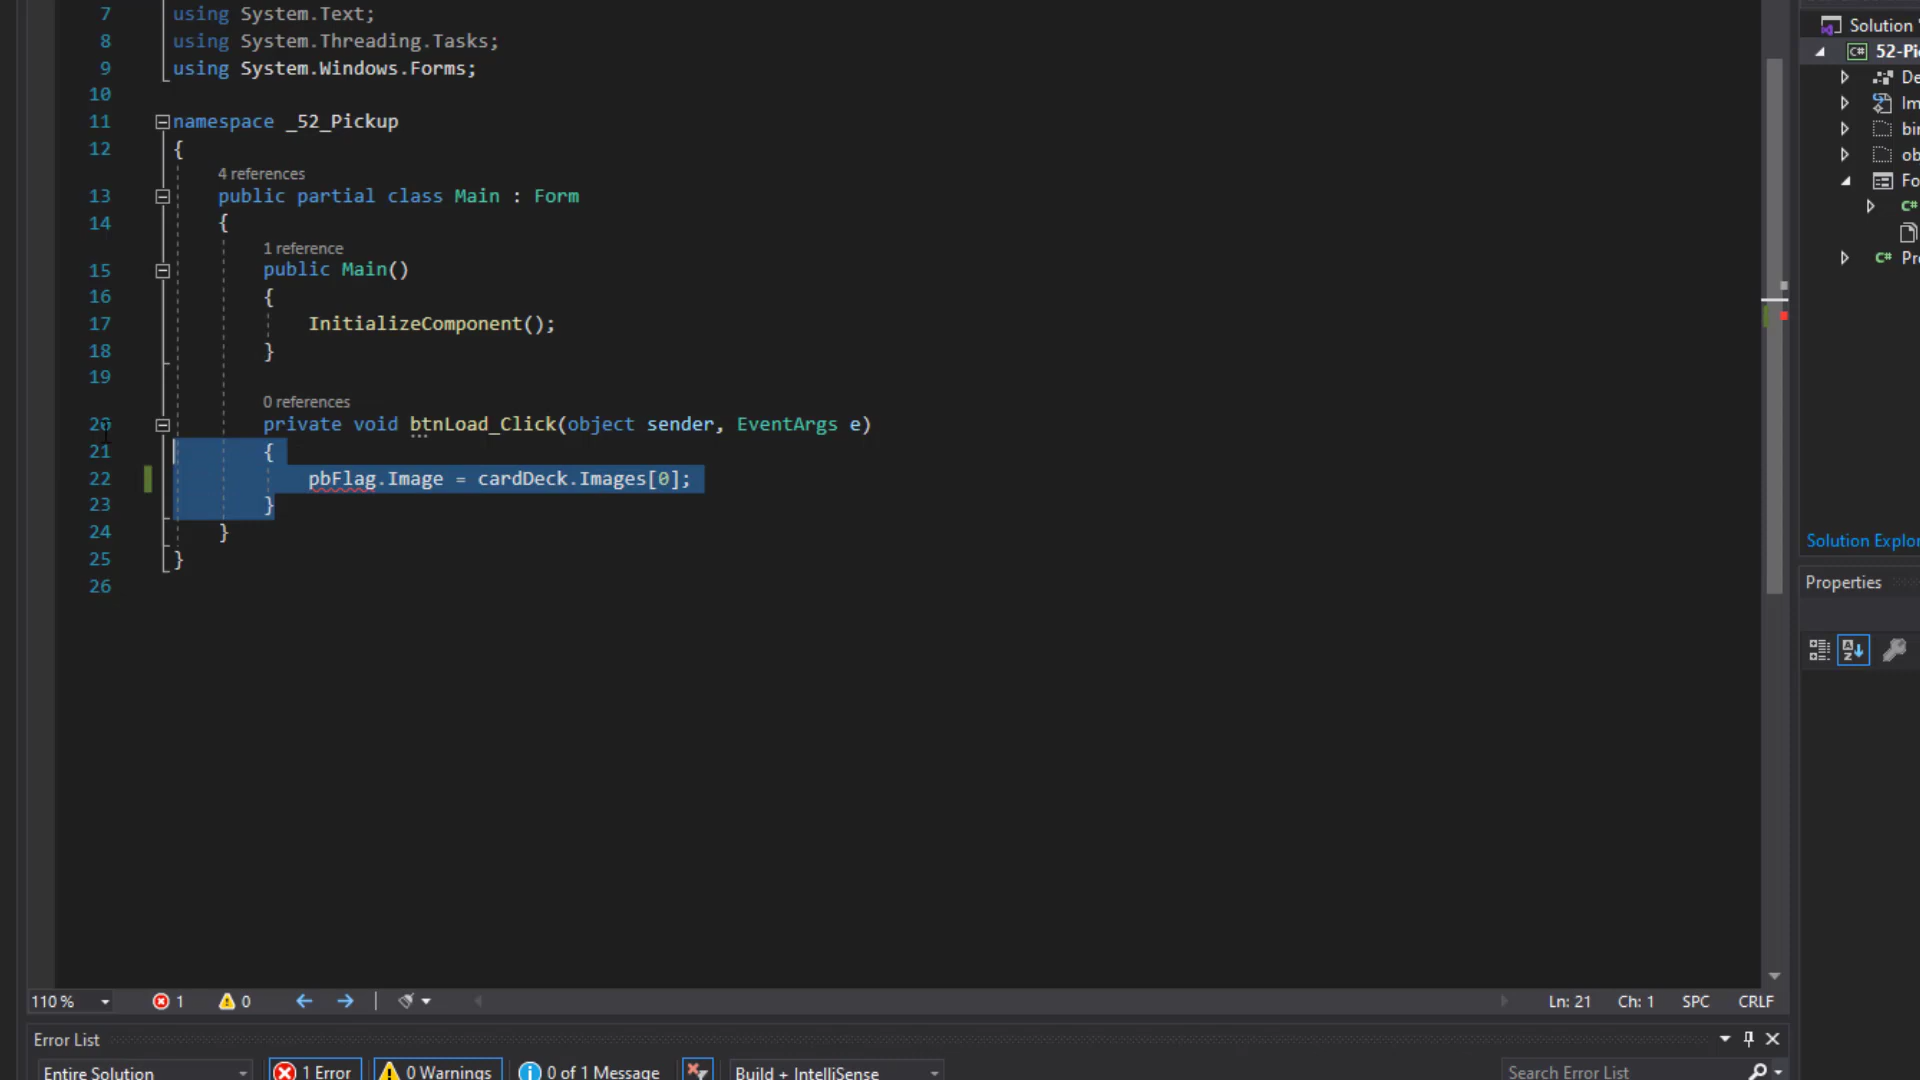 7 using System.Text;
8 using System.Threading.Tasks;
9 using System.Windows.Forms;
10
11 namespace _52_Pickup
12 {
4 references
13 public partial class Main : Form
14 {
1 reference
15 public Main()
16 {
17 InitializeComponent();
18 }
19
0 references
20 private void btnLoad_Click(object sender, EventArgs e)
21 {
22 pbFlag.Image = cardDeck.Images[0];
23 }
24 }
25 }
26
110 % 1 0 Ln: 21 Ch: 1 SPC CRLF
Error List
Entire Solution 1 Error 0 Warnings 0 of 1 Message Build + IntelliSense Search Error List
Solution '
C# 52-Pi
De
Im
bin
ob
Fo
C#
C# Pro
Solution Explor
Properties